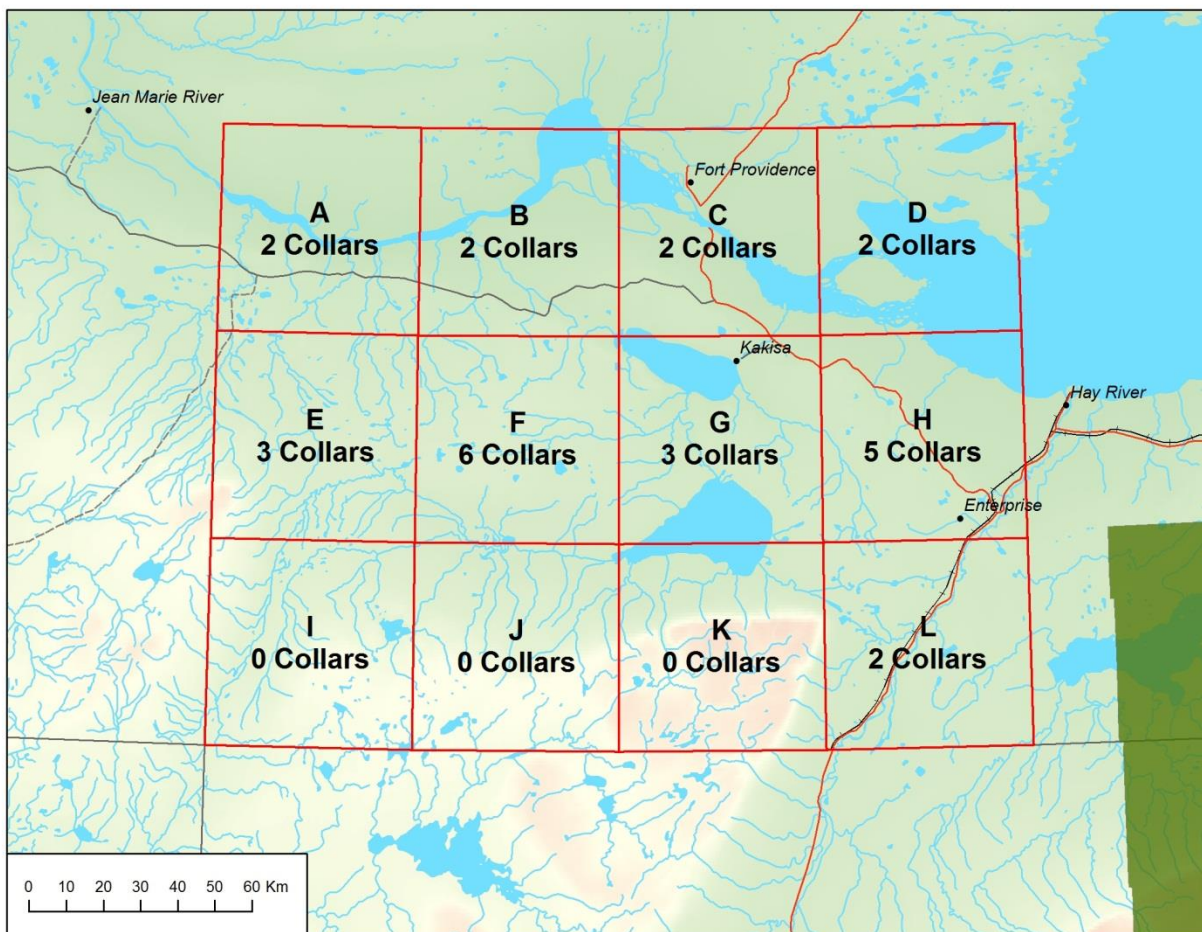 Jean Marie River
Fort Providence
A
2 Collars
B
2 Collars
C
2 Collars
D
2 Collars
Kakisa
Hay River
E
3 Collars
F
6 Collars
G
3 Collars
H
5 Collars
Enterprise
I
0 Collars
J
0 Collars
K
0 Collars
L
2 Collars
0 10 20 30 40 50 60 Km